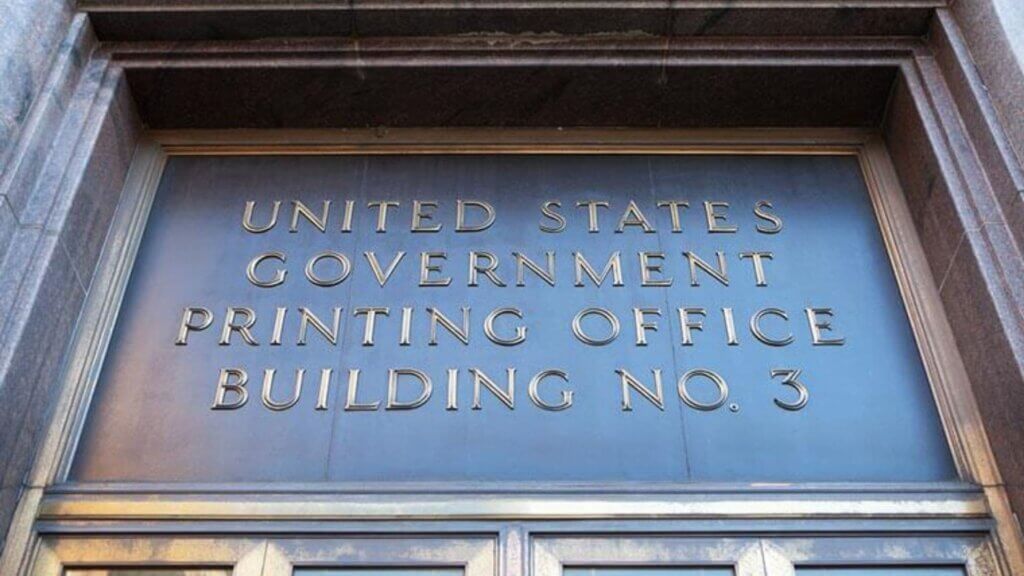 UNITED STATES
GOVERNMENT
PRINTING OFFICE
BUILDING NO. 3